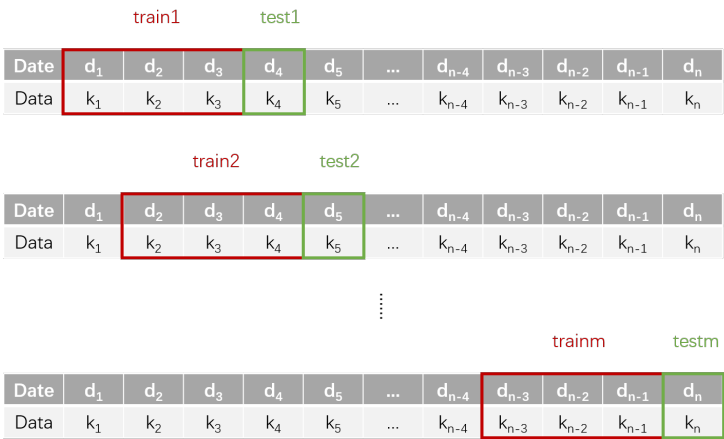 train1 test1
Date d₁ d₂ d₃ d₄ d₅ ... dₙ₋₄ dₙ₋₃ dₙ₋₂ dₙ₋₁ dₙ
Data k₁ k₂ k₃ k₄ k₅ ... kₙ₋₄ kₙ₋₃ kₙ₋₂ kₙ₋₁ kₙ
train2 test2
Date d₁ d₂ d₃ d₄ d₅ ... dₙ₋₄ dₙ₋₃ dₙ₋₂ dₙ₋₁ dₙ
Data k₁ k₂ k₃ k₄ k₅ ... kₙ₋₄ kₙ₋₃ kₙ₋₂ kₙ₋₁ kₙ
trainm testm
Date d₁ d₂ d₃ d₄ d₅ ... dₙ₋₄ dₙ₋₃ dₙ₋₂ dₙ₋₁ dₙ
Data k₁ k₂ k₃ k₄ k₅ ... kₙ₋₄ kₙ₋₃ kₙ₋₂ kₙ₋₁ kₙ